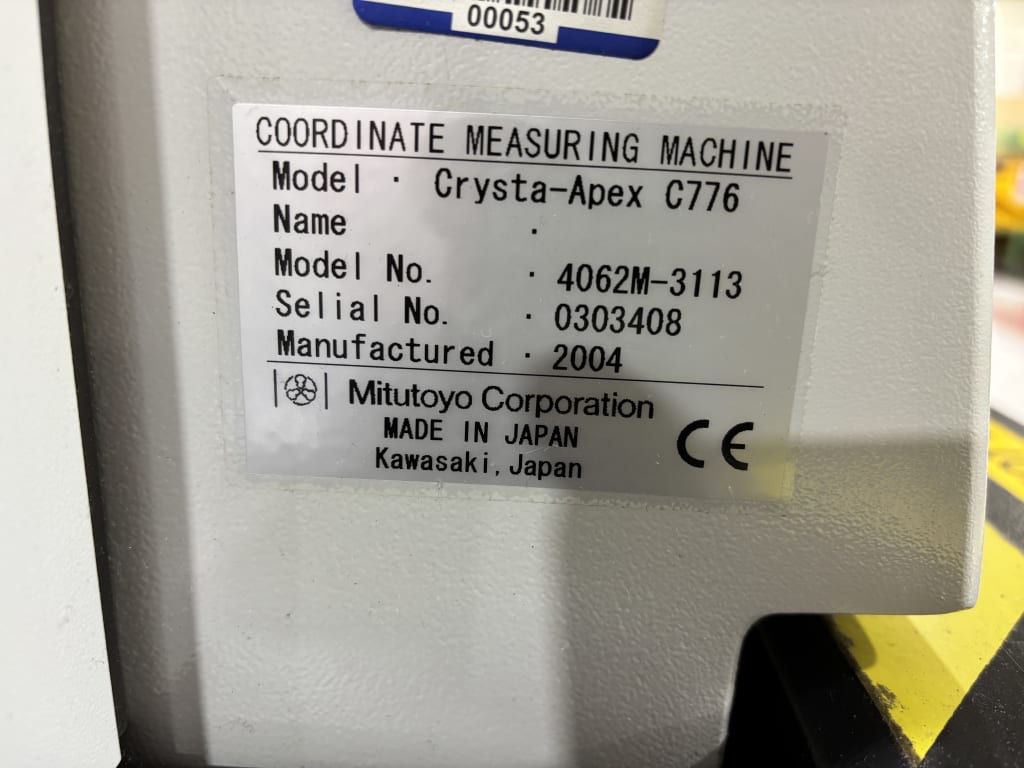 00053
COORDINATE MEASURING MACHINE
Model · Crysta-Apex C776
Name ·
Model No. · 4062M-3113
Selial No. · 0303408
Manufactured · 2004
Mitutoyo Corporation
MADE IN JAPAN
Kawasaki, Japan
CE